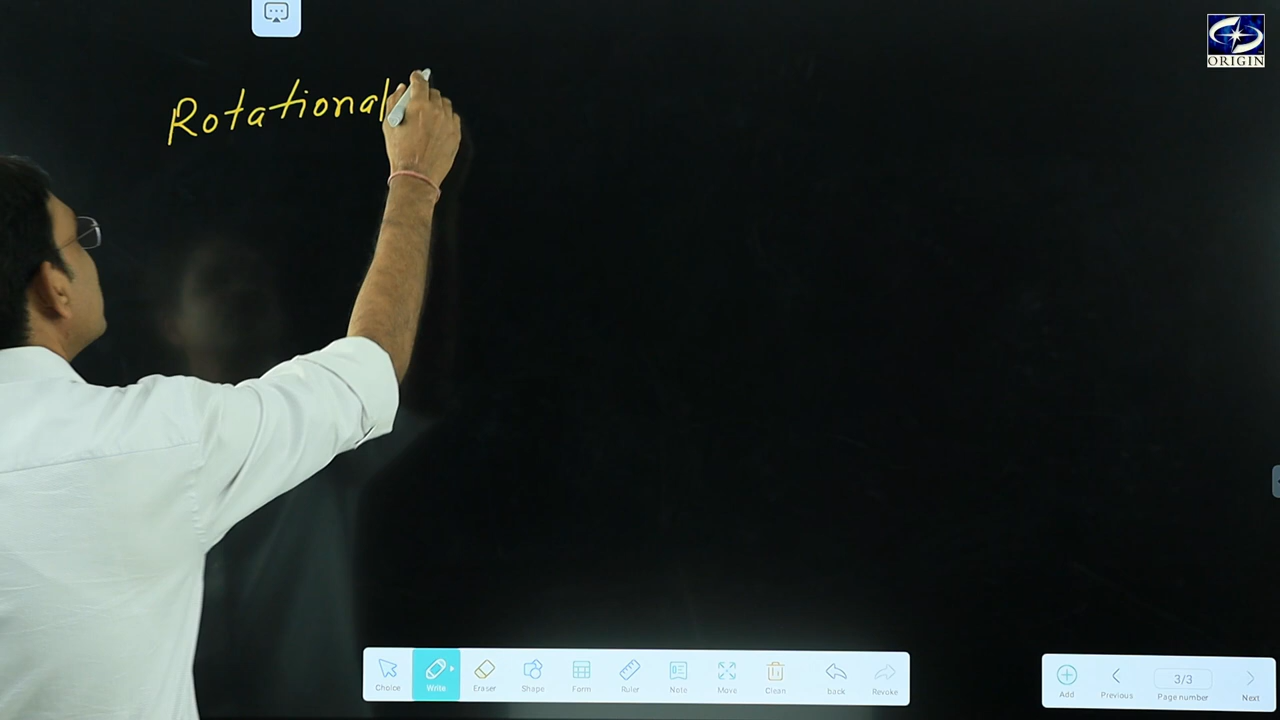 ORIGIN
Rotational
Choice
Write
Eraser
Shape
Form
Ruler
Note
Move
Clean
back
Revoke
Add
Previous
3/3
Page number
Next